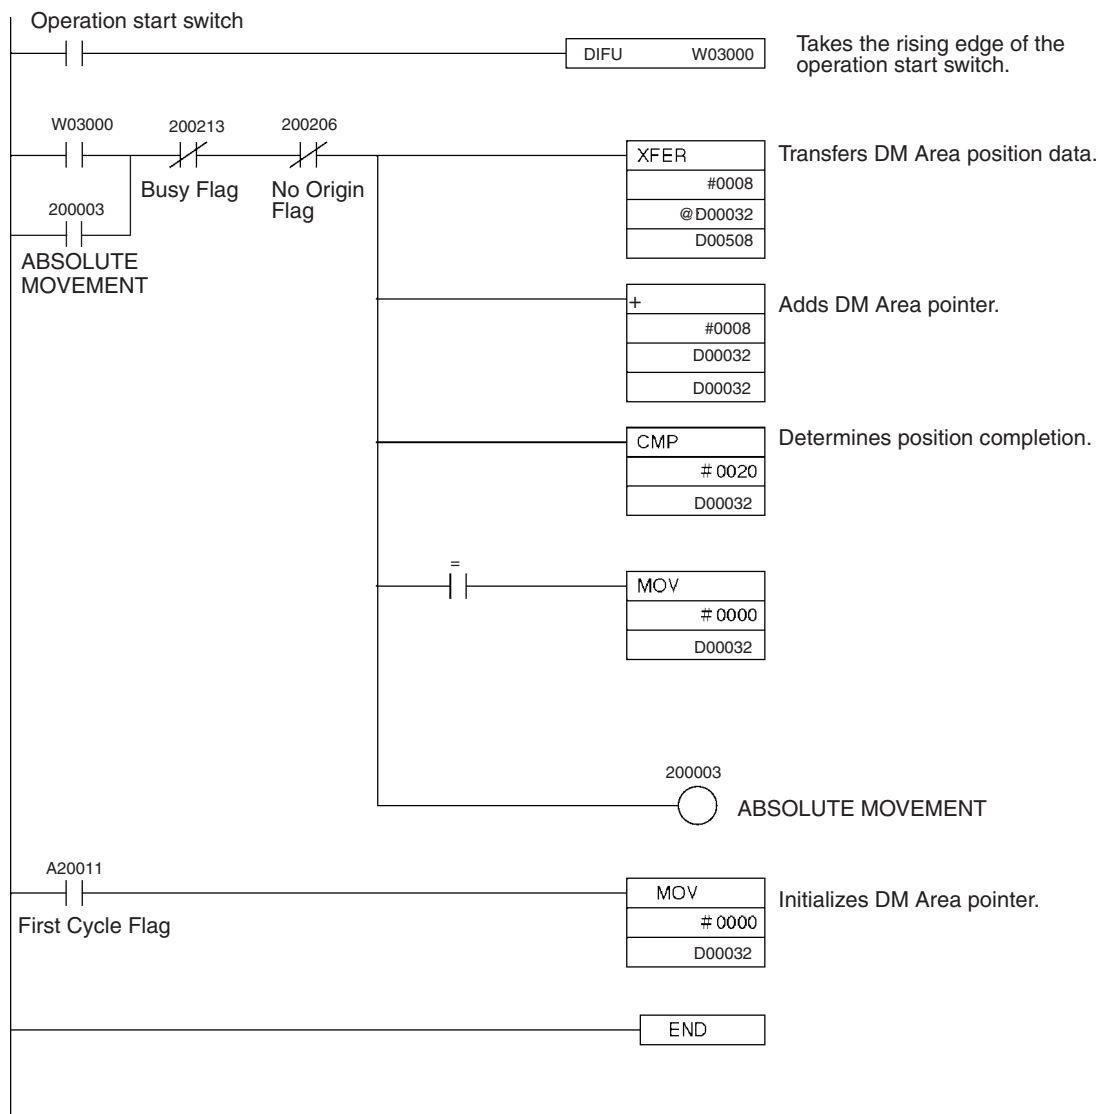 Operation start switch
DIFU W03000
Takes the rising edge of the
operation start switch.
W03000
200213
200206
Busy Flag
No Origin
Flag
200003
ABSOLUTE
MOVEMENT
XFER
#0008
@D00032
D00508
Transfers DM Area position data.
+
#0008
D00032
D00032
Adds DM Area pointer.
CMP
#0020
D00032
Determines position completion.
=
MOV
#0000
D00032
200003
ABSOLUTE MOVEMENT
A20011
First Cycle Flag
MOV
#0000
D00032
Initializes DM Area pointer.
END